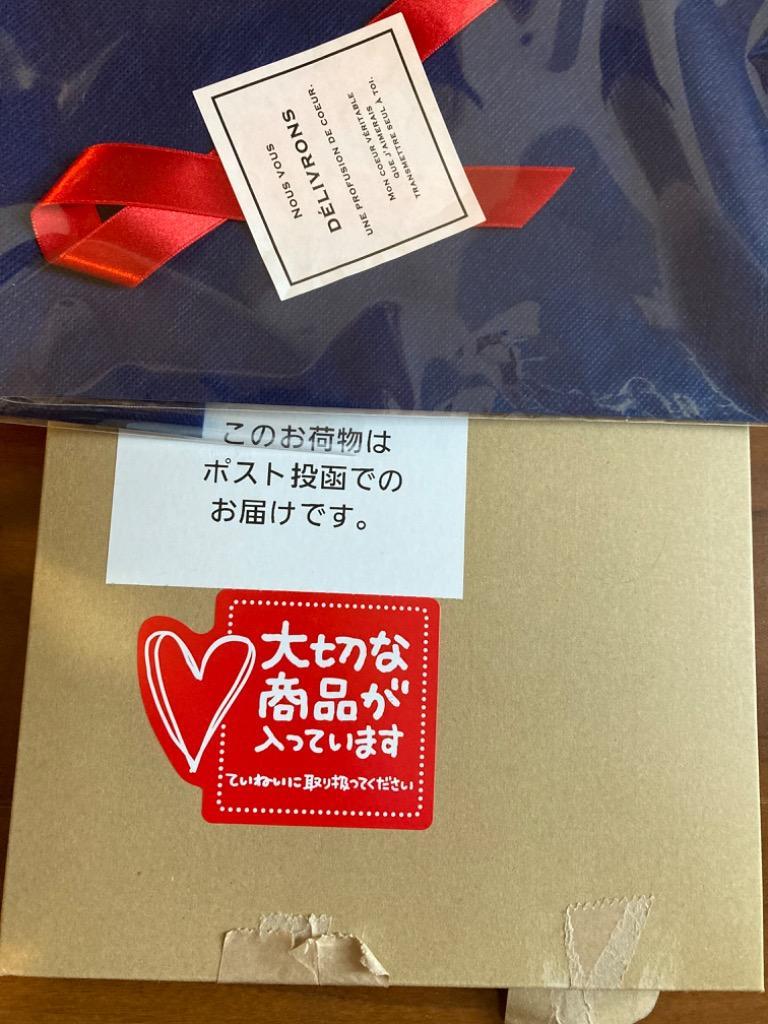 NOUS VOUS
DÉLIVRONS
UNE PROFUSION DE COEUR.
MON COEUR VÉRITABLE
QUE J'AIMERAIS
TRANSMETTRE SEUL À TOI.
このお荷物は
ポスト投函での
お届けです。
大切な
商品が
入っています
ていねいに取り扱ってください